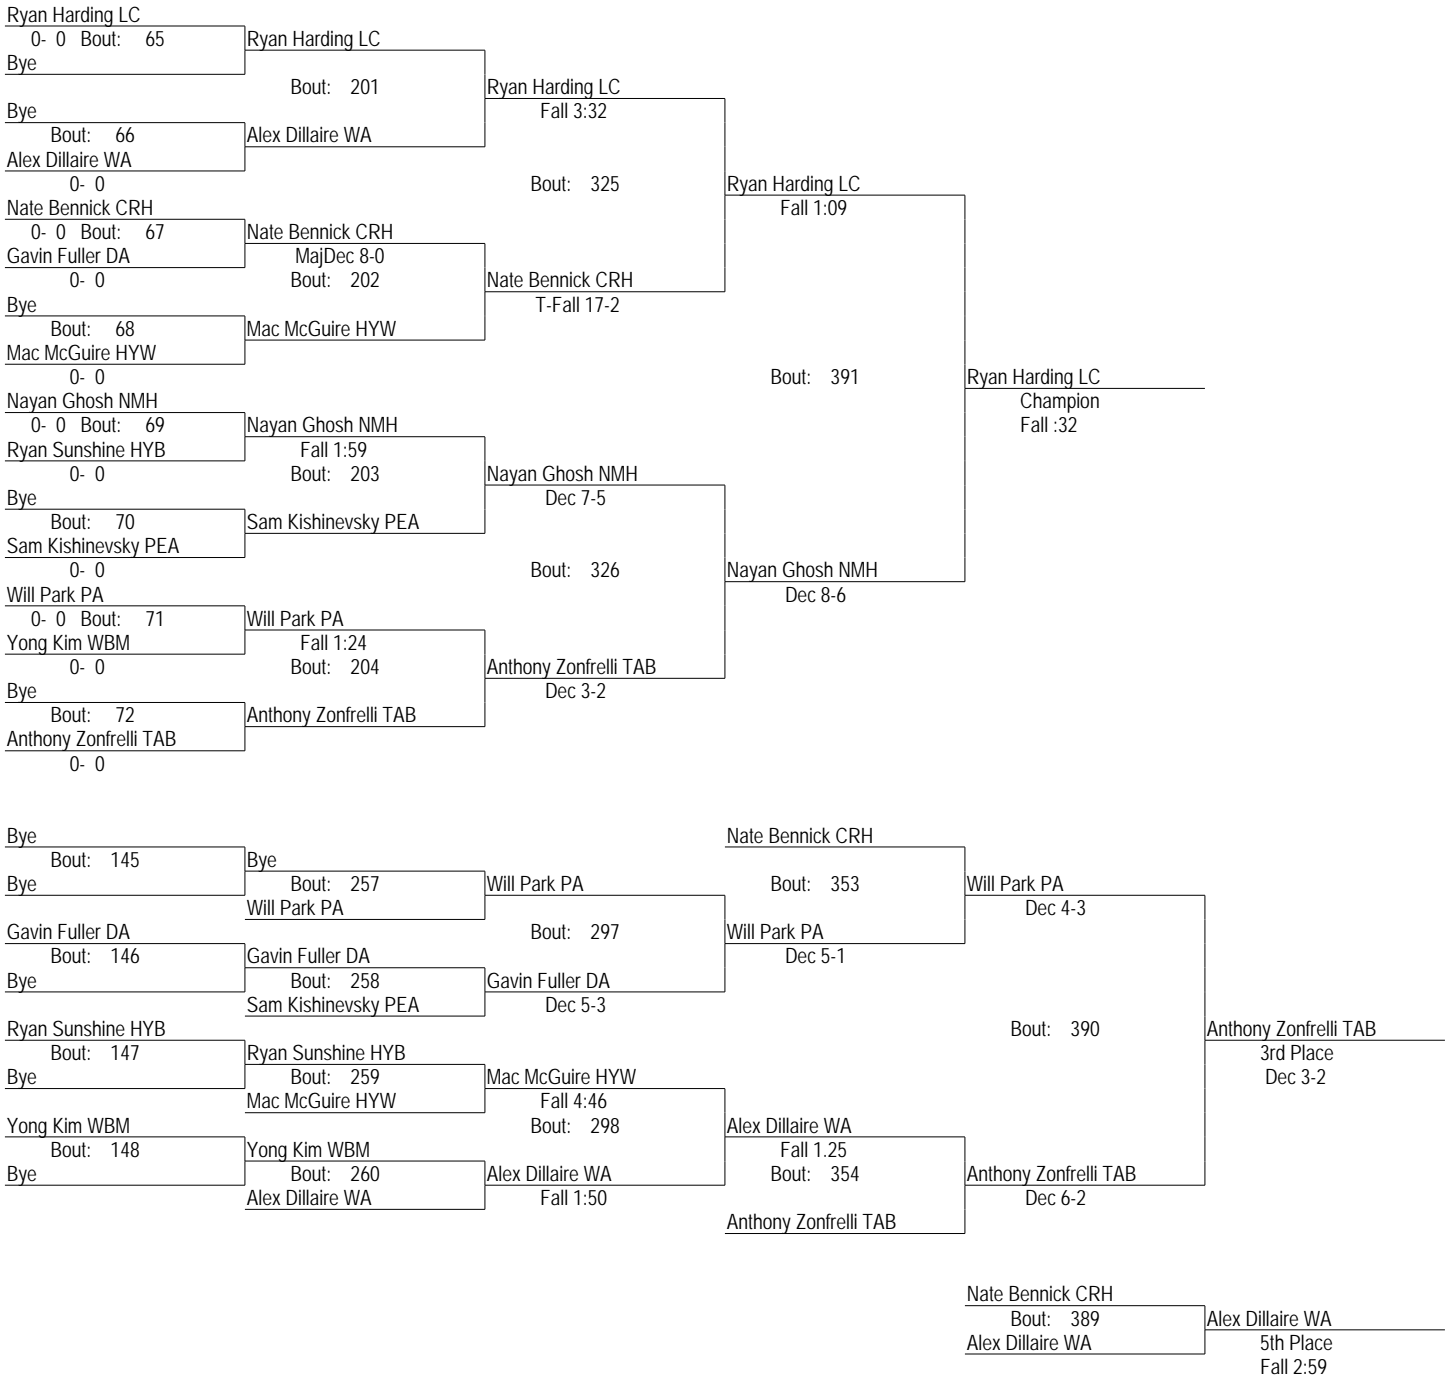 Ryan Harding LC
0- 0 Bout: 65 Ryan Harding LC
Bye
Bout: 201 Ryan Harding LC
Bye Fall 3:32
Bout: 66 Alex Dillaire WA
Alex Dillaire WA
0- 0 Bout: 325 Ryan Harding LC
Nate Bennick CRH Fall 1:09
0- 0 Bout: 67 Nate Bennick CRH
Gavin Fuller DA MajDec 8-0
0- 0 Bout: 202 Nate Bennick CRH
Bye T-Fall 17-2
Bout: 68 Mac McGuire HYW
Mac McGuire HYW
0- 0 Bout: 391 Ryan Harding LC
Nayan Ghosh NMH Champion
0- 0 Bout: 69 Nayan Ghosh NMH Fall :32
Ryan Sunshine HYB Fall 1:59
0- 0 Bout: 203 Nayan Ghosh NMH
Bye Dec 7-5
Bout: 70 Sam Kishinevsky PEA
Sam Kishinevsky PEA
0- 0 Bout: 326 Nayan Ghosh NMH
Will Park PA Dec 8-6
0- 0 Bout: 71 Will Park PA
Yong Kim WBM Fall 1:24
0- 0 Bout: 204 Anthony Zonfrelli TAB
Bye Dec 3-2
Bout: 72 Anthony Zonfrelli TAB
Anthony Zonfrelli TAB
0- 0
Bye Nate Bennick CRH
Bout: 145 Bye
Bye Bout: 257 Will Park PA Bout: 353 Will Park PA
Will Park PA Dec 4-3
Gavin Fuller DA Bout: 297 Will Park PA
Bout: 146 Gavin Fuller DA Dec 5-1
Bye Bout: 258 Gavin Fuller DA
Sam Kishinevsky PEA Dec 5-3
Ryan Sunshine HYB Bout: 390 Anthony Zonfrelli TAB
Bout: 147 Ryan Sunshine HYB 3rd Place
Bye Bout: 259 Mac McGuire HYW Dec 3-2
Mac McGuire HYW Fall 4:46
Yong Kim WBM Bout: 298 Alex Dillaire WA
Bout: 148 Yong Kim WBM Fall 1.25
Bye Bout: 260 Alex Dillaire WA Bout: 354 Anthony Zonfrelli TAB
Alex Dillaire WA Fall 1:50 Dec 6-2
Anthony Zonfrelli TAB
Nate Bennick CRH
Bout: 389 Alex Dillaire WA
Alex Dillaire WA 5th Place
Fall 2:59